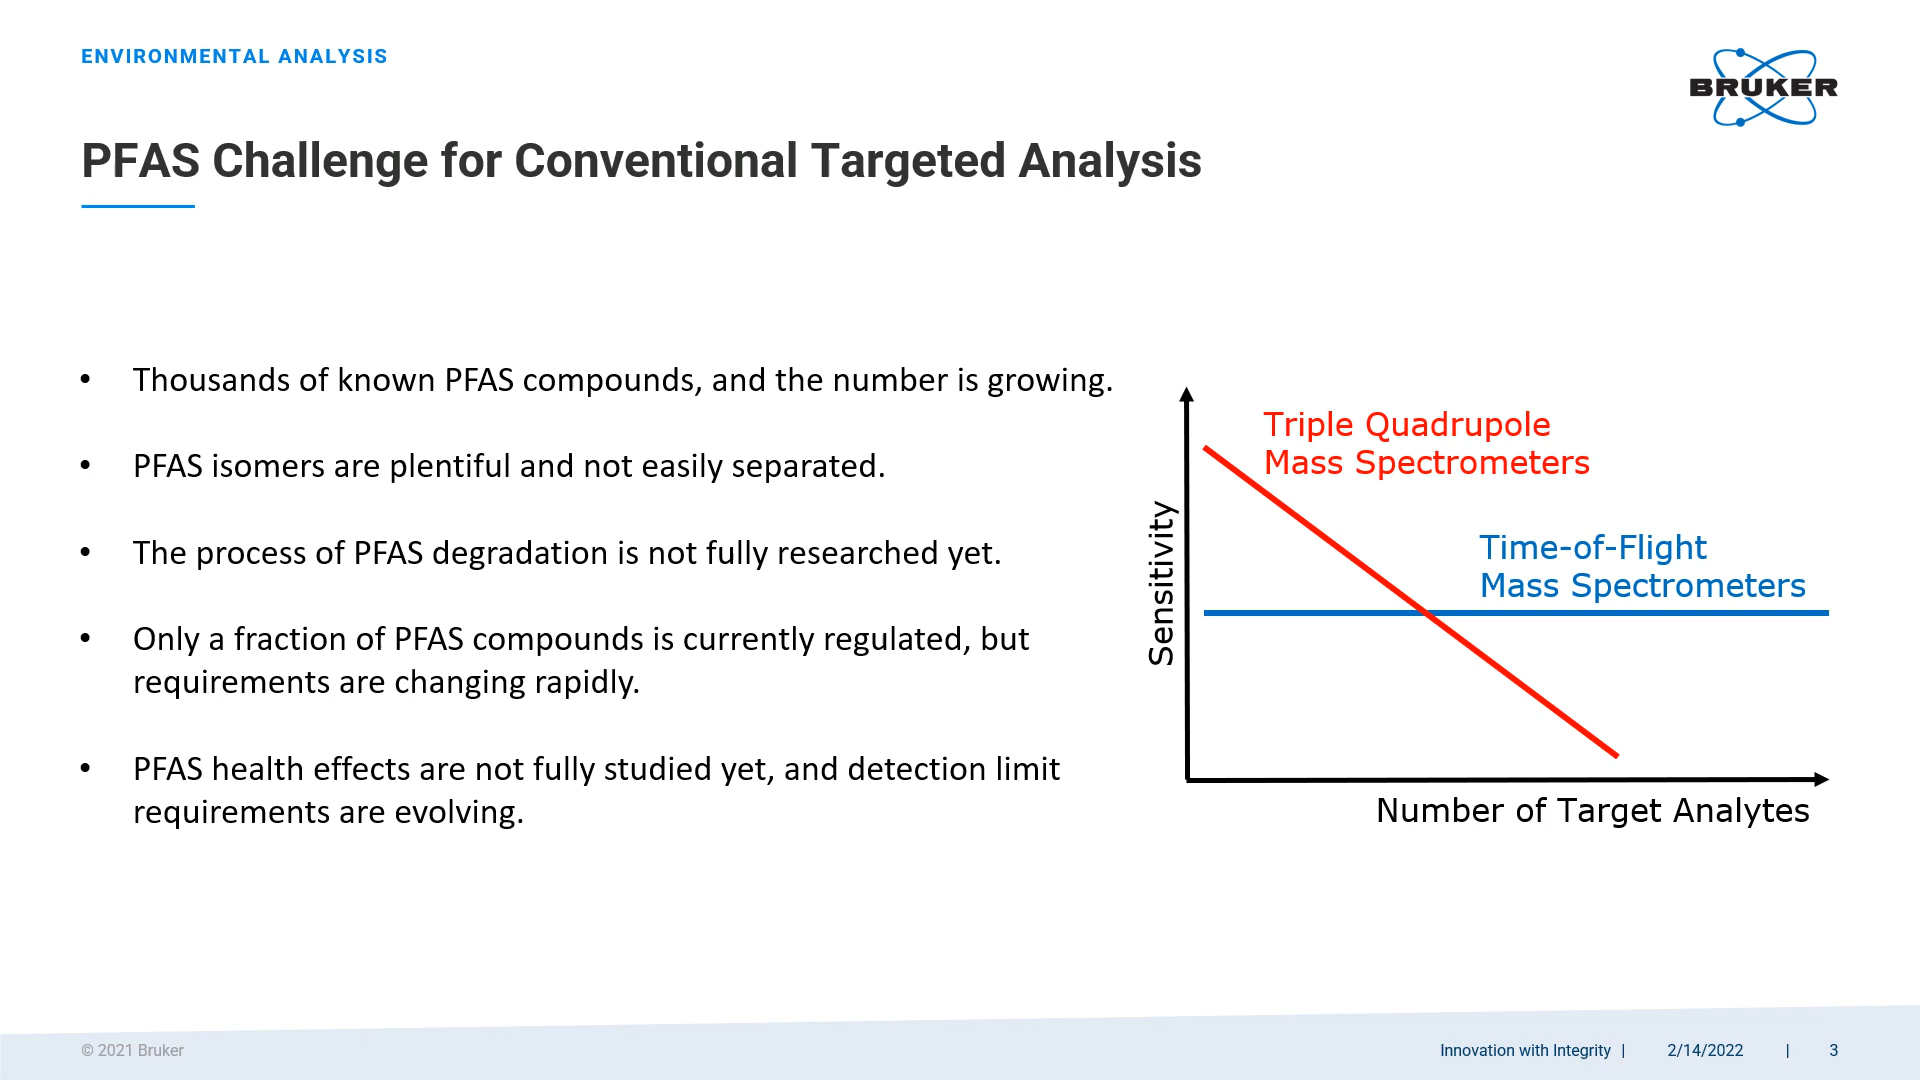 ENVIRONMENTAL ANALYSIS
BRUKER
PFAS Challenge for Conventional Targeted Analysis
• Thousands of known PFAS compounds, and the number is growing.
• PFAS isomers are plentiful and not easily separated.
• The process of PFAS degradation is not fully researched yet.
• Only a fraction of PFAS compounds is currently regulated, but
requirements are changing rapidly.
• PFAS health effects are not fully studied yet, and detection limit
requirements are evolving.
Triple Quadrupole
Mass Spectrometers
Time-of-Flight
Mass Spectrometers
Sensitivity
Number of Target Analytes
© 2021 Bruker
Innovation with Integrity | 2/14/2022 | 3